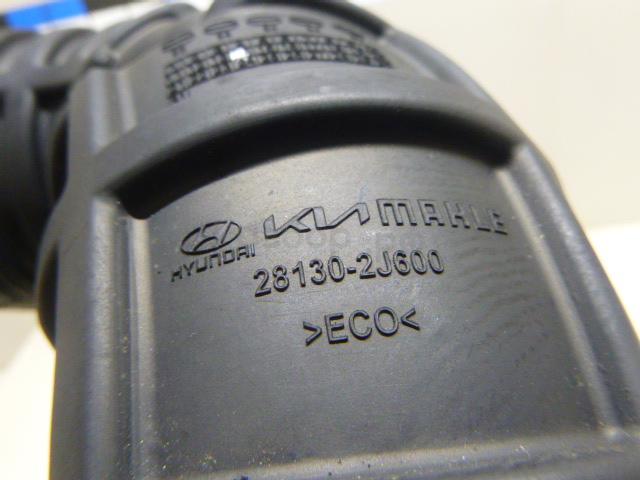 HYUNDAI KIA MAHLE
28130-2J600
>ECO<